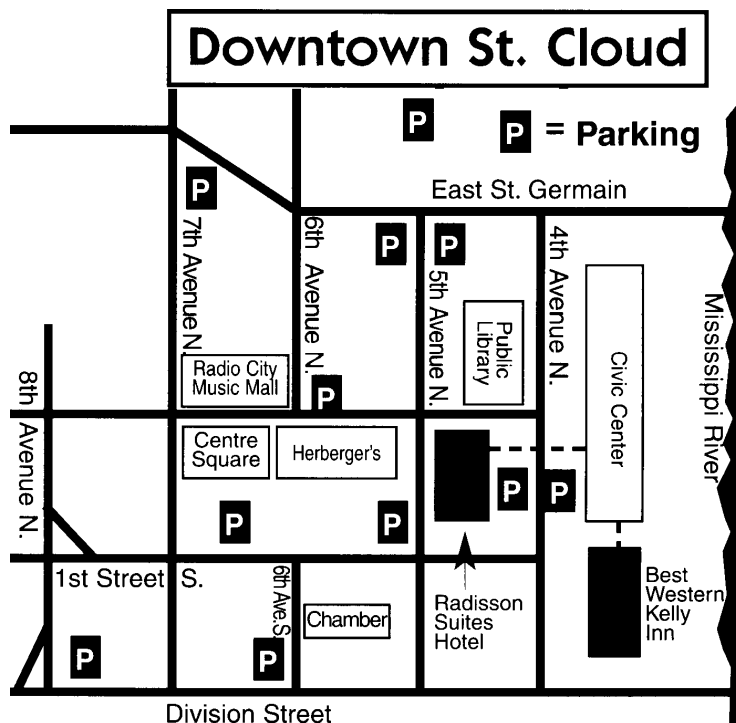 Downtown St. Cloud
P
P = Parking
P
East St. Germain
7th Avenue N.
6th Avenue N.
P
P
5th Avenue N.
4th Avenue N.
Public
Library
Civic Center
Mississippi River
8th Avenue N.
Radio City
Music Mall
P
Centre
Square
Herberger's
P
P
P
P
1st Street S.
6th Ave.S.
Chamber
Radisson
Suites
Hotel
Best
Western
Kelly
Inn
P
P
Division Street